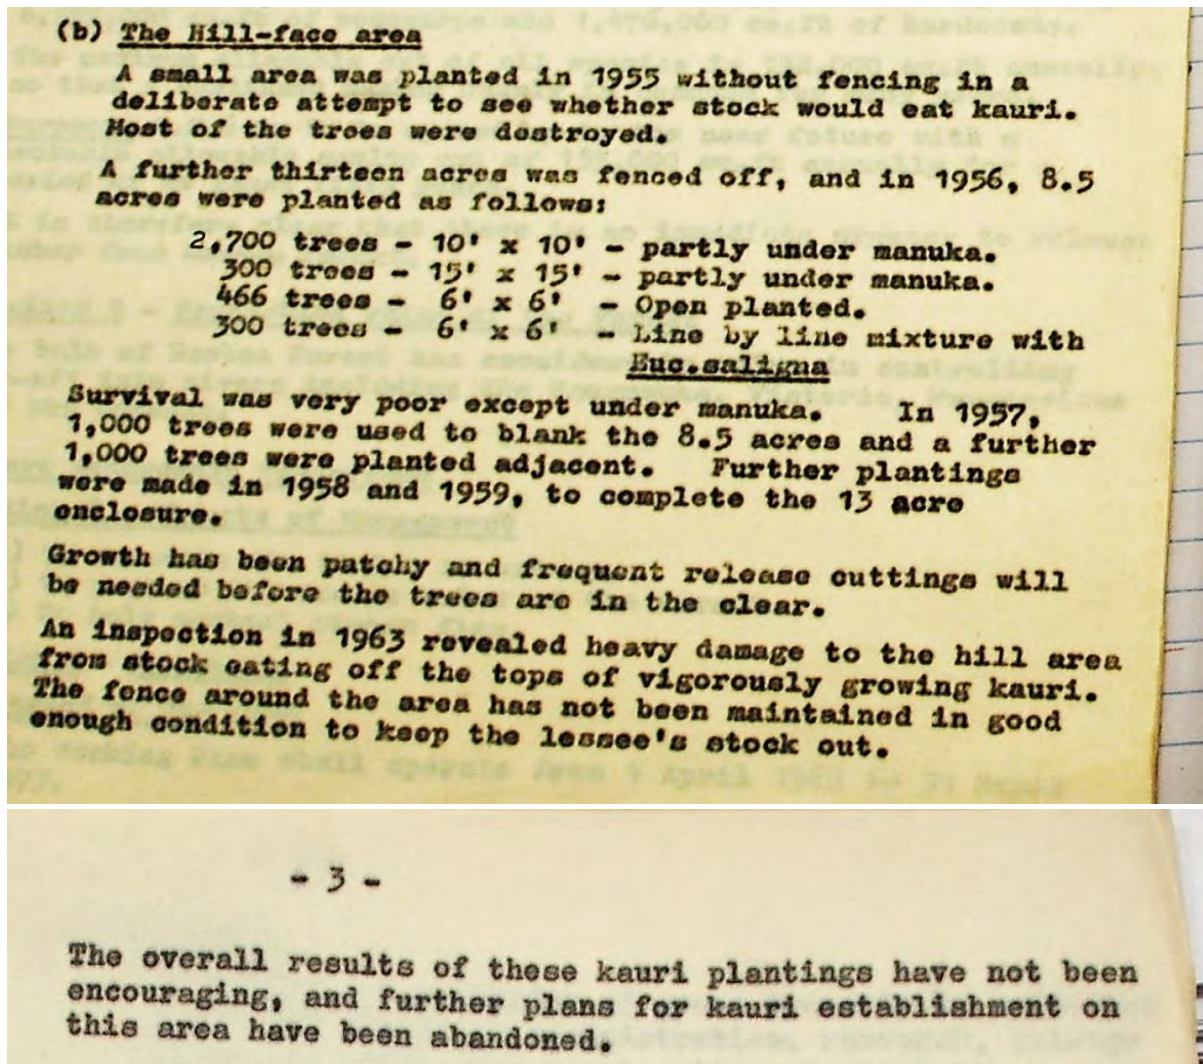 (b) The Hill-face area
A small area was planted in 1955 without fencing in a
deliberate attempt to see whether stock would eat kauri.
Most of the trees were destroyed.
A further thirteen acres was fenced off, and in 1956, 8.5
acres were planted as follows:
2,700 trees - 10' x 10' - partly under manuka.
300 trees - 15' x 15' - partly under manuka.
466 trees - 6' x 6' - Open planted.
300 trees - 6' x 6' - Line by line mixture with
Euc.saligna
Survival was very poor except under manuka. In 1957,
1,000 trees were used to blank the 8.5 acres and a further
1,000 trees were planted adjacent. Further plantings
were made in 1958 and 1959, to complete the 13 acre
enclosure.
Growth has been patchy and frequent release cuttings will
be needed before the trees are in the clear.
An inspection in 1963 revealed heavy damage to the hill area
from stock eating off the tops of vigorously growing kauri.
The fence around the area has not been maintained in good
enough condition to keep the lessee's stock out.
- 3 -
The overall results of these kauri plantings have not been
encouraging, and further plans for kauri establishment on
this area have been abandoned.